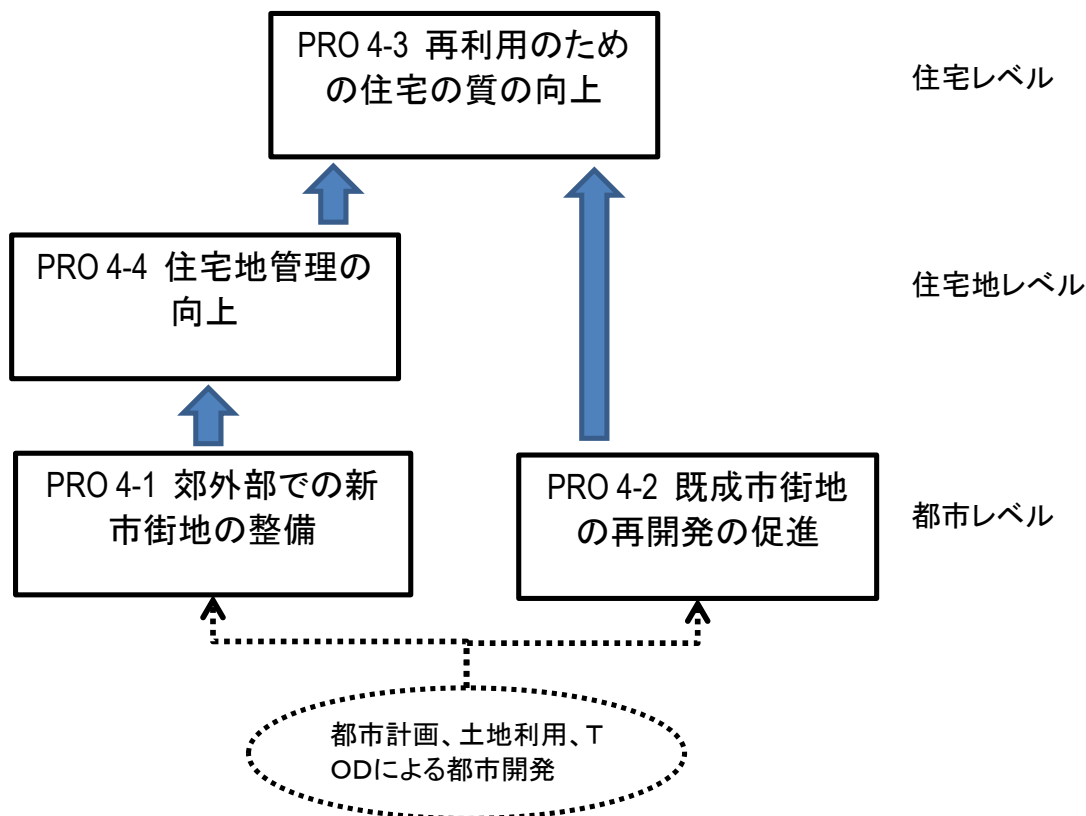 PRO 4-3 再利用のため
の住宅の質の向上
住宅レベル
PRO 4-4 住宅地管理の
向上
住宅地レベル
PRO 4-1 郊外部での新
市街地の整備
PRO 4-2 既成市街地
の再開発の促進
都市レベル
都市計画、土地利用、T
ODによる都市開発